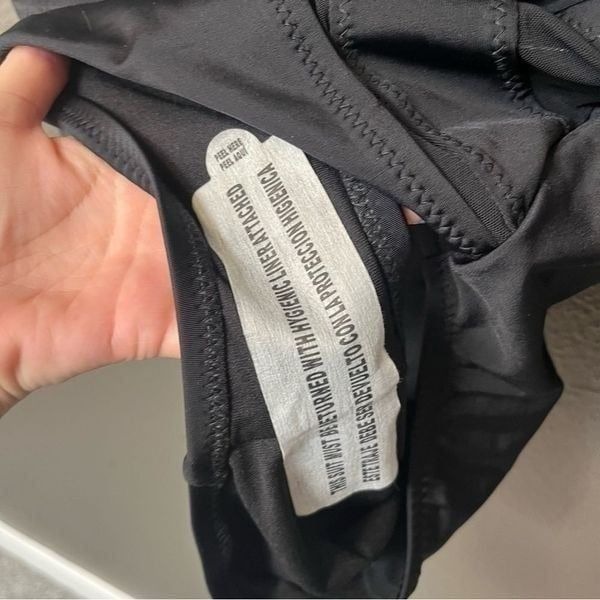 PEEL HERE
PEEL AQUI
THIS SUIT MUST BE RETURNED WITH HYGIENIC LINER ATTACHED
ESTE TRAJE DEBE SER DEVUELTO CON LA PROTECCION HIGIENICA